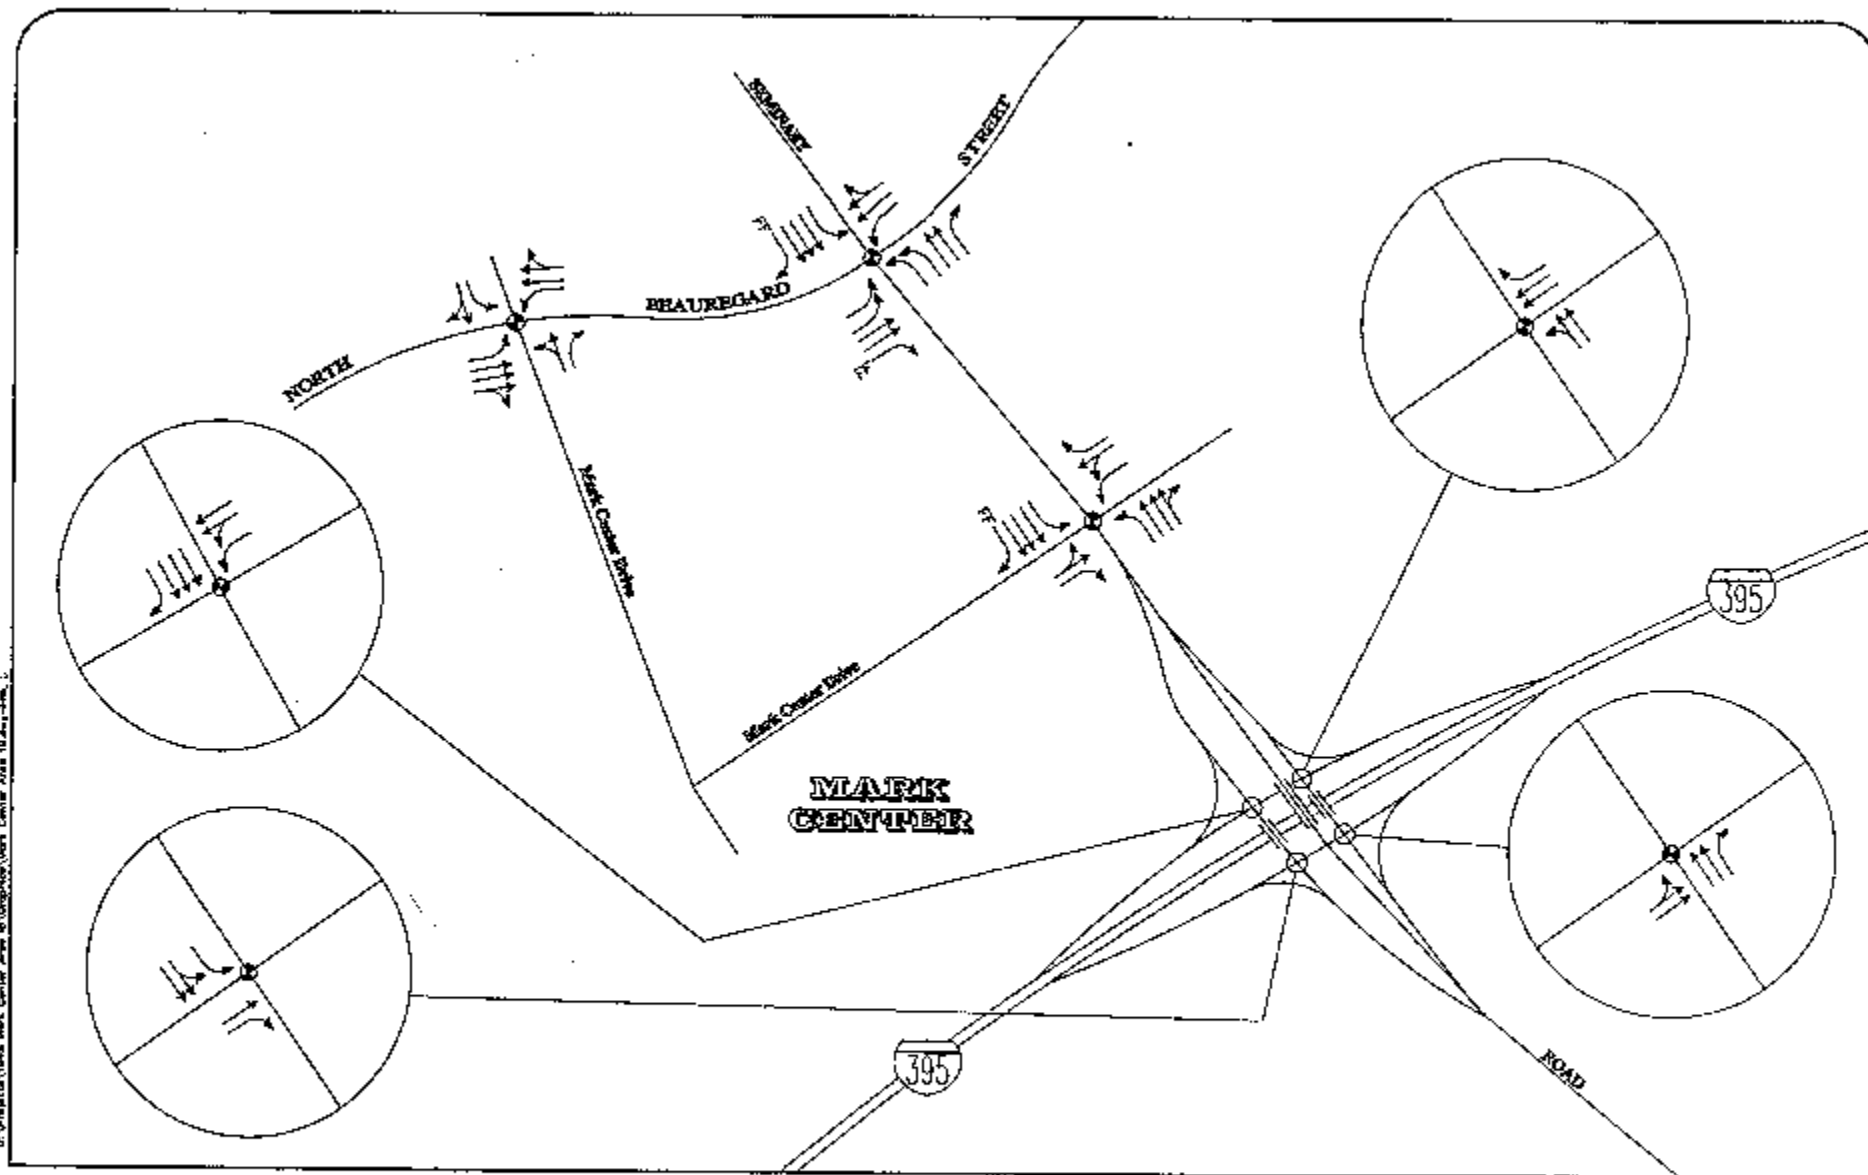 SEMINARY
STREET
FF
BEAUREGARD
NORTH
FF
Mark Center Drive
FF
395
Mark Center Drive
MARK
CENTER
395
ROAD